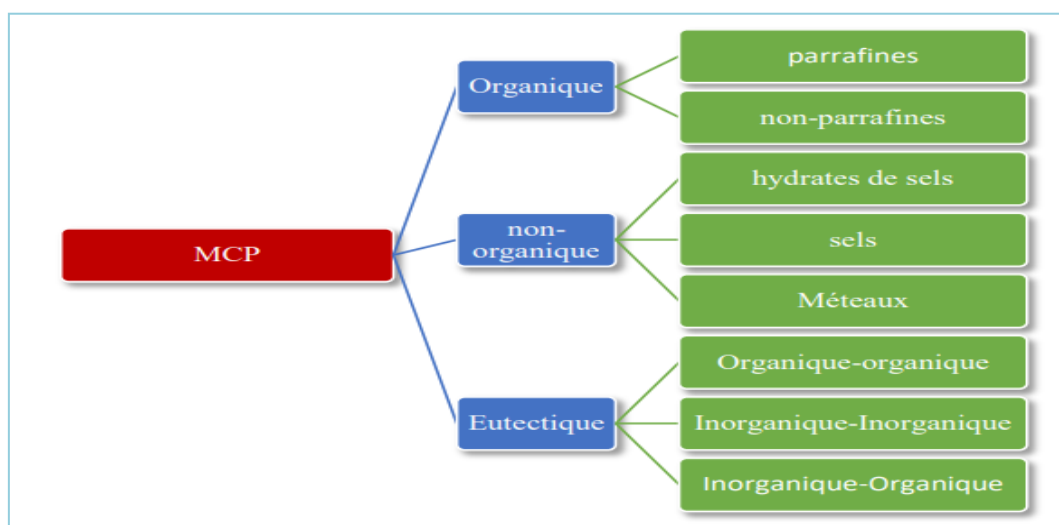 MCP
Organique
parrafines
non-parrafines
non-
organique
hydrates de sels
sels
Méteaux
Eutectique
Organique-organique
Inorganique-Inorganique
Inorganique-Organique